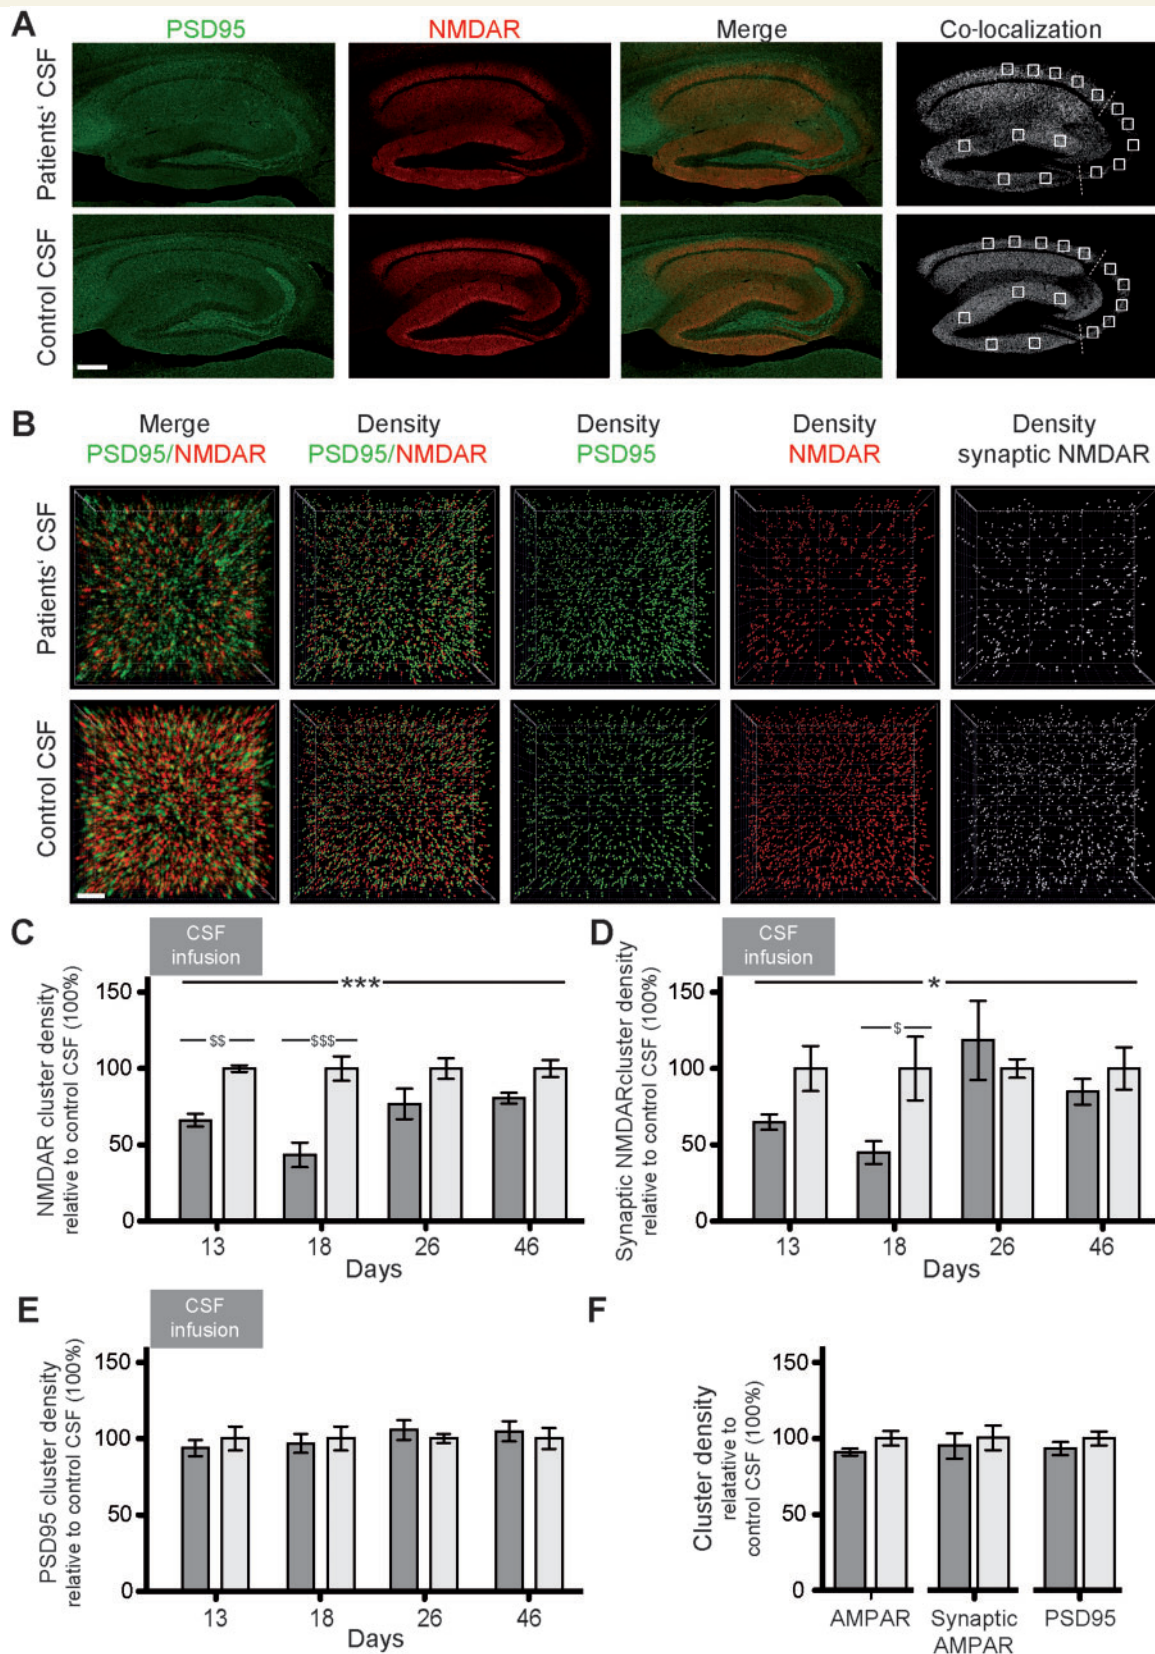 A
PSD95
NMDAR
Merge
Co-localization
Patients' CSF
Control CSF
B
Merge
PSD95/NMDAR
Density
PSD95/NMDAR
Density
PSD95
Density
NMDAR
Density
synaptic NMDAR
Patients' CSF
Control CSF
C
CSF
infusion
NMDAR cluster density
relative to control CSF (100%)
150
100
50
0
***
$$
$$$
13
18
26
46
Days
D
CSF
infusion
Synaptic NMDARcluster density
relative to control CSF (100%)
150
100
50
0
*
$
13
18
26
46
Days
E
CSF
infusion
PSD95 cluster density
relative to control CSF (100%)
150
100
50
0
13
18
26
46
Days
F
Cluster density
relatative to
control CSF (100%)
150
100
50
0
AMPAR
Synaptic
AMPAR
PSD95